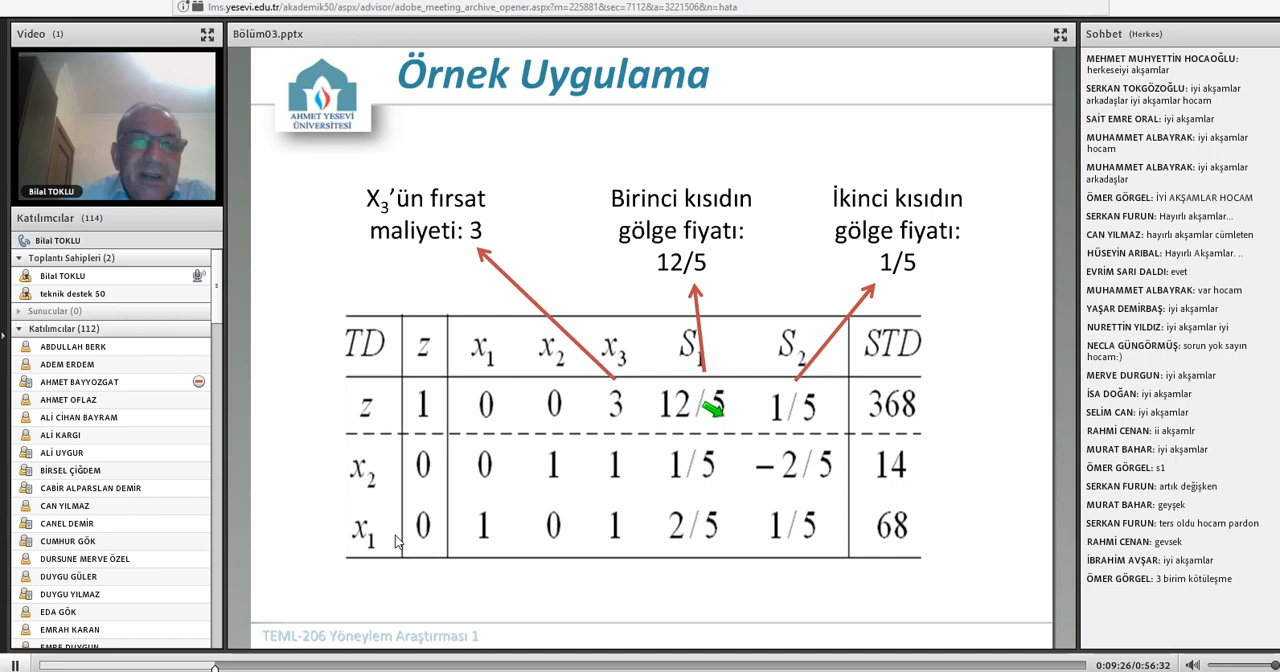 lms.yesevi.edu.tr/akademik50/aspx/advisor/adobe_meeting_archive_opener.aspx?m=225881&sec=7112&a=3221506&n=hata
Video (1)
Bilal TOKLU
Katılımcılar (114)
Bilal TOKLU
Toplantı Sahipleri (2)
Bilal TOKLU
teknik destek 50
Sunucular (0)
Katılımcılar (112)
ABDULLAH BERK
ADEM ERDEM
AHMET BAYYOZGAT
AHMET OFLAZ
ALİ CİHAN BAYRAM
ALİ KARGI
ALİ UYGUR
BİRSEL ÇİĞDEM
CABİR ALPARSLAN DEMİR
CAN YILMAZ
CANEL DEMİR
CUMHUR GÖK
DURSUNE MERVE ÖZEL
DUYGU GÜLER
DUYGU YILMAZ
EDA GÖK
EMRAH KARAN
EMRE DUYGUN
Bölüm03.pptx
Örnek Uygulama
AHMET YESEVİ
ÜNİVERSİTESİ
X3'ün fırsat
maliyeti: 3
Birinci kısıdın
gölge fiyatı:
12/5
İkinci kısıdın
gölge fiyatı:
1/5
TD z x1 x2 x3 S1 S2 STD
z 1 0 0 3 12/5 1/5 368
x2 0 0 1 1 1/5 −2/5 14
x1 0 1 0 1 2/5 1/5 68
TEML-206 Yöneylem Araştırması 1
Sohbet (Herkes)
MEHMET MUHYETTİN HOCAOĞLU:
herkeseiyi akşamlar
SERKAN TOKGÖZOĞLU: iyi akşamlar
arkadaşlar iyi akşamlar hocam
SAİT EMRE ORAL: iyi akşamlar
MUHAMMET ALBAYRAK: iyi akşamlar
hocam
MUHAMMET ALBAYRAK: iyi akşamlar
arkadaşlar
ÖMER GÖRGEL: İYİ AKŞAMLAR HOCAM
SERKAN FURUN: Hayırlı akşamlar...
CAN YILMAZ: hayırlı akşamlar cümleten
HÜSEYİN ARIBAL: Hayırlı Akşamlar. ..
EVRİM SARI DALDI: evet
MUHAMMET ALBAYRAK: var hocam
YAŞAR DEMİRBAŞ: iyi akşamlar
NURETTİN YILDIZ: iyi akşamlar iyi
NECLA GÜNGÖRMÜŞ: sorun yok sayın
hocam:)
MERVE DURGUN: iyi akşamlar
İSA DOĞAN: iyi akşamlar
SELİM CAN: iyi akşamlar
RAHMİ CENAN: ii akşamlr
MURAT BAHAR: iyi akşamlar
ÖMER GÖRGEL: s1
SERKAN FURUN: artık değişken
MURAT BAHAR: geyşek
SERKAN FURUN: ters oldu hocam pardon
RAHMİ CENAN: gevsek
İBRAHİM AVŞAR: iyi akşamlar
ÖMER GÖRGEL: 3 birim kötüleşme
0:09:26/0:56:32